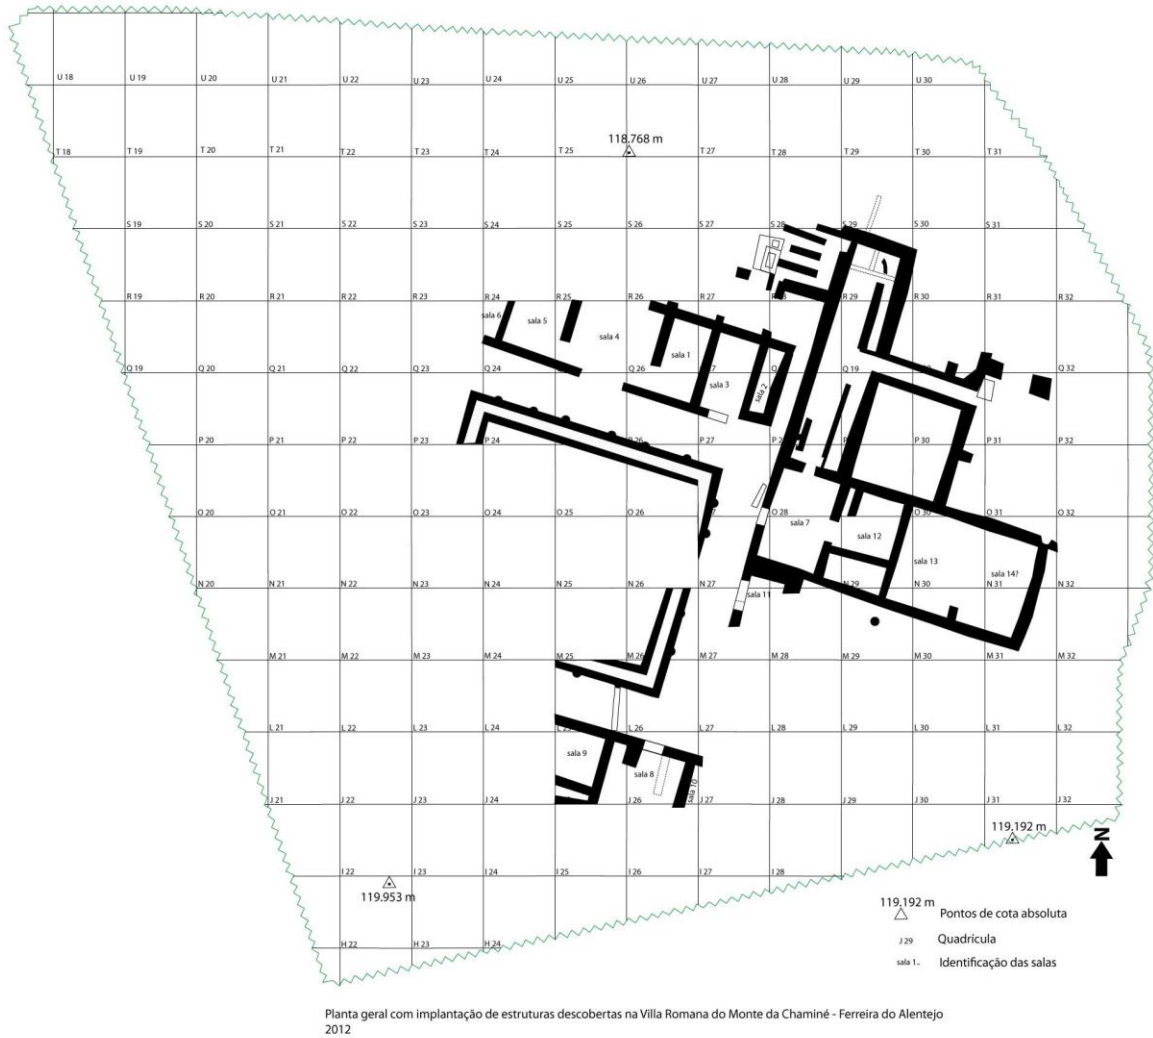 U 18 U 19 U 20 U 21 U 22 U 23 U 24 U 25 U 26 U 27 U 28 U 29 U 30
118.768 m
T 18 T 19 T 20 T 21 T 22 T 23 T 24 T 25 T 27 T 28 T 29 T 30 T 31
S 19 S 20 S 21 S 22 S 23 S 24 S 25 S 26 S 27 S 28 S 29 S 30 S 31
R 19 R 20 R 21 R 22 R 23 R 24 R 25 R 26 R 27 R 29 R 30 R 31 R 32
sala 6 sala 5 sala 4 sala 1 sala 3 sala 2
Q 19 Q 20 Q 21 Q 22 Q 23 Q 24 Q 26 Q 19 Q 32
P 20 P 21 P 22 P 23 P 24 P 27 P 30 P 31 P 32
O 20 O 21 O 22 O 23 O 24 O 25 O 26 O 28 O 30 O 31 O 32
sala 7 sala 12 sala 13 sala 14?
N 20 N 21 N 22 N 23 N 24 N 25 N 26 N 27 N 29 N 30 N 31 N 32
sala 11
M 21 M 22 M 23 M 24 M 25 M 26 M 27 M 29 M 30 M 31 M 32
L 21 L 22 L 23 L 24 L 26 L 27 L 28 L 29 L 30 L 31 L 32
sala 9 sala 8 sala 10
J 21 J 22 J 23 J 24 J 26 J 27 J 28 J 29 J 30 J 31 J 32
119.192 m
N
I 22 I 23 I 24 I 25 I 26 I 27 I 28
119.953 m
119.192 m
Pontos de cota absoluta
J 29 Quadrícula
sala 1.. Identificação das salas
H 22 H 23 H 24
Planta geral com implantação de estruturas descobertas na Villa Romana do Monte da Chaminé - Ferreira do Alentejo
2012